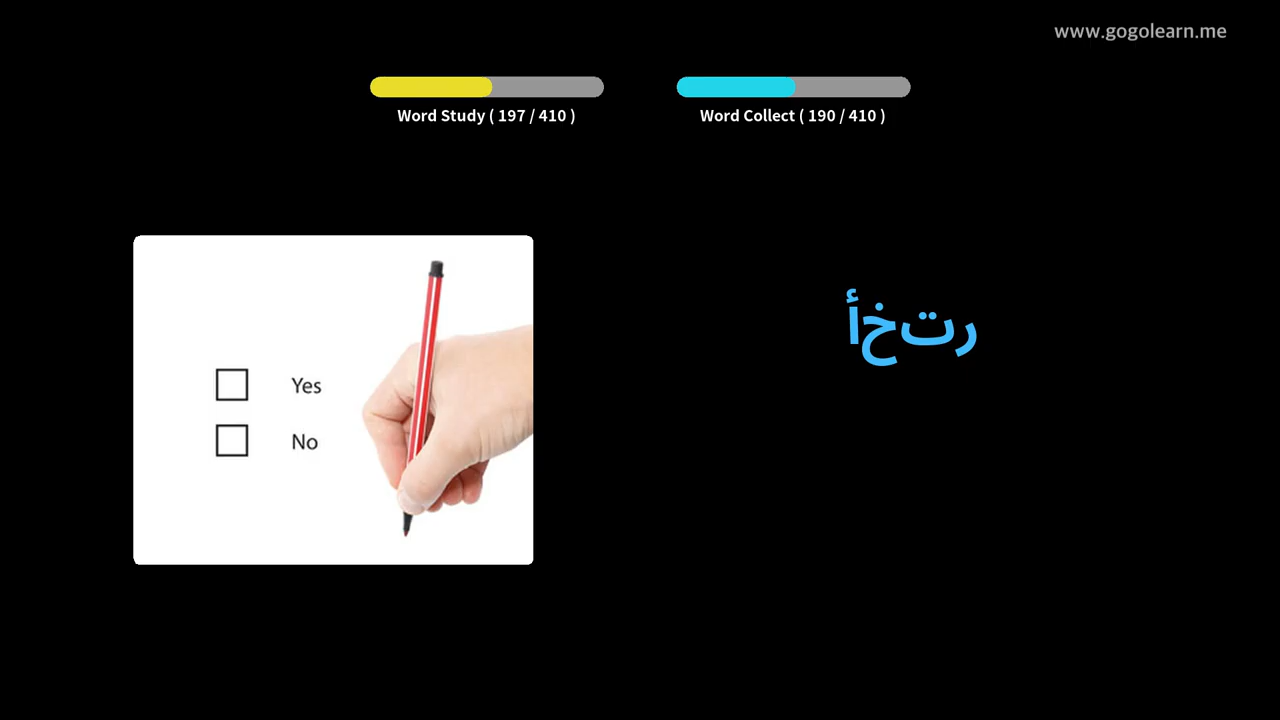 www.gogolearn.me
Word Study ( 197 / 410 )
Word Collect ( 190 / 410 )
Yes
No
أختر